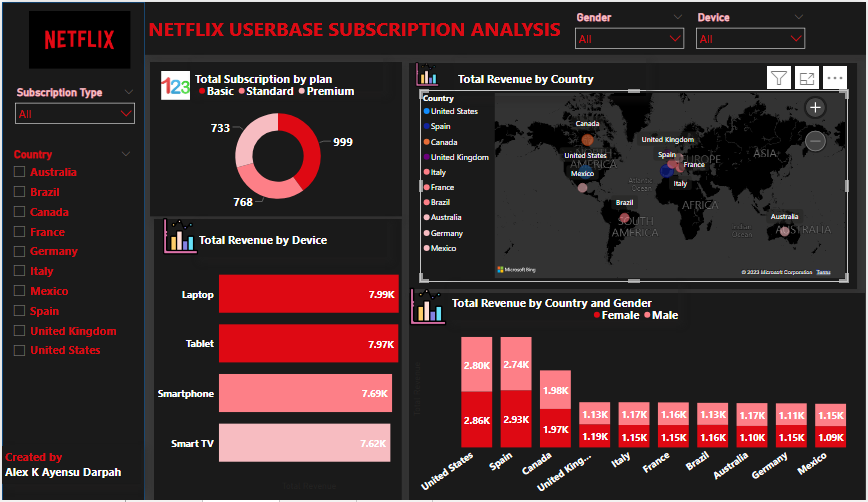 NETFLIX
NETFLIX USERBASE SUBSCRIPTION ANALYSIS
Gender
All
Device
All
Subscription Type
All
Country
Australia
Brazil
Canada
France
Germany
Italy
Mexico
Spain
United Kingdom
United States
Created by
Alex K Ayensu Darpah
123
Total Subscription by plan
Basic Standard Premium
733
999
768
Total Revenue by Device
Laptop 7.99K
Tablet 7.97K
Smartphone 7.69K
Smart TV 7.62K
Total Revenue by Country
Country
United States
Spain
Canada
United Kingdom
Italy
France
Brazil
Australia
Germany
Mexico
Canada
United Kingdom
United States
Spain
EUROPE
ASIA
France
Mexico
Atlantic
Ocean
Italy
AFRICA
Brazil
SOUTH
AMERICA
Indian
Ocean
Australia
AUSTRALIA
+
Microsoft Bing
© 2023 Microsoft Corporation Terms
Total Revenue by Country and Gender
Female Male
2.80K 2.74K 1.98K 1.13K 1.17K 1.16K 1.13K 1.17K 1.11K 1.15K
2.86K 2.93K 1.97K 1.19K 1.15K 1.15K 1.16K 1.10K 1.15K 1.09K
United States Spain Canada United King... Italy France Brazil Australia Germany Mexico